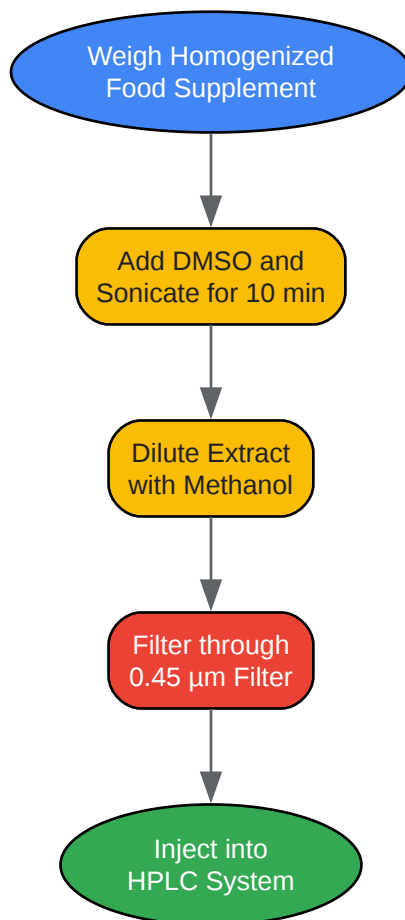 Weigh Homogenized
Food Supplement
Add DMSO and
Sonicate for 10 min
Dilute Extract
with Methanol
Filter through
0.45 µm Filter
Inject into
HPLC System